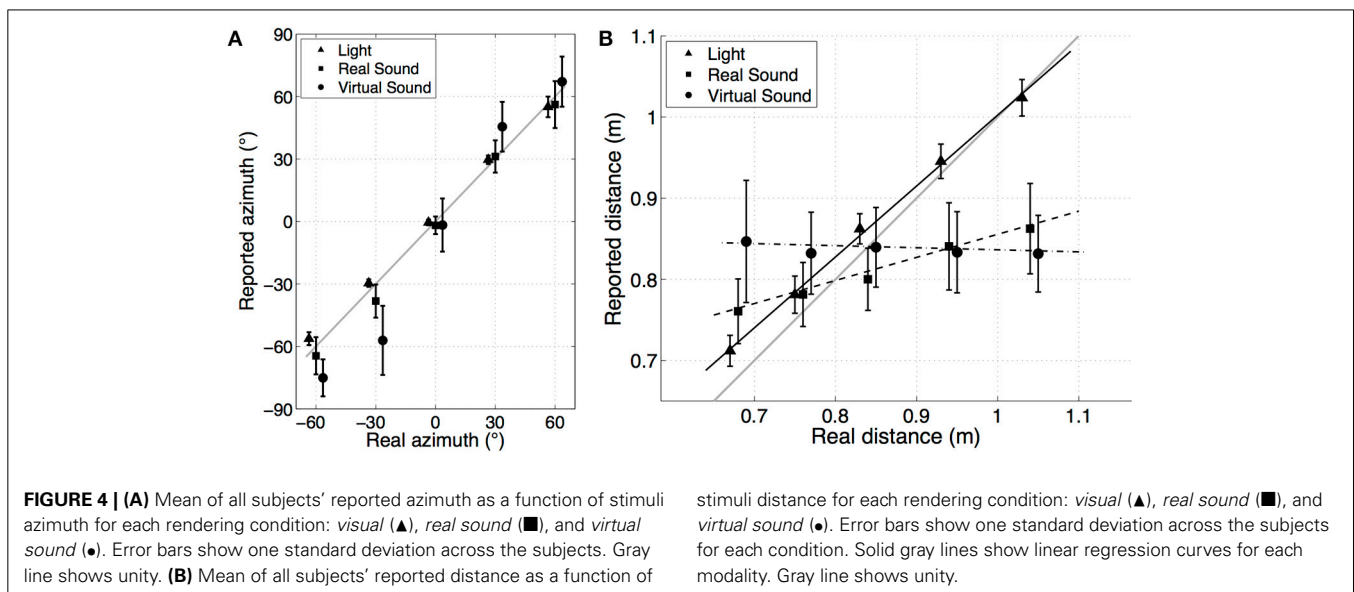 A
Light
Real Sound
Virtual Sound
90
60
30
0
−30
−60
−90
Reported azimuth (°)
−60 −30 0 30 60
Real azimuth (°)
B
Light
Real Sound
Virtual Sound
1.1
1
0.9
0.8
0.7
Reported distance (m)
0.7 0.8 0.9 1 1.1
Real distance (m)
FIGURE 4 | (A) Mean of all subjects' reported azimuth as a function of stimuli
azimuth for each rendering condition: visual (▲), real sound (■), and virtual
sound (●). Error bars show one standard deviation across the subjects. Gray
line shows unity. (B) Mean of all subjects' reported distance as a function of
stimuli distance for each rendering condition: visual (▲), real sound (■), and
virtual sound (●). Error bars show one standard deviation across the subjects
for each condition. Solid gray lines show linear regression curves for each
modality. Gray line shows unity.